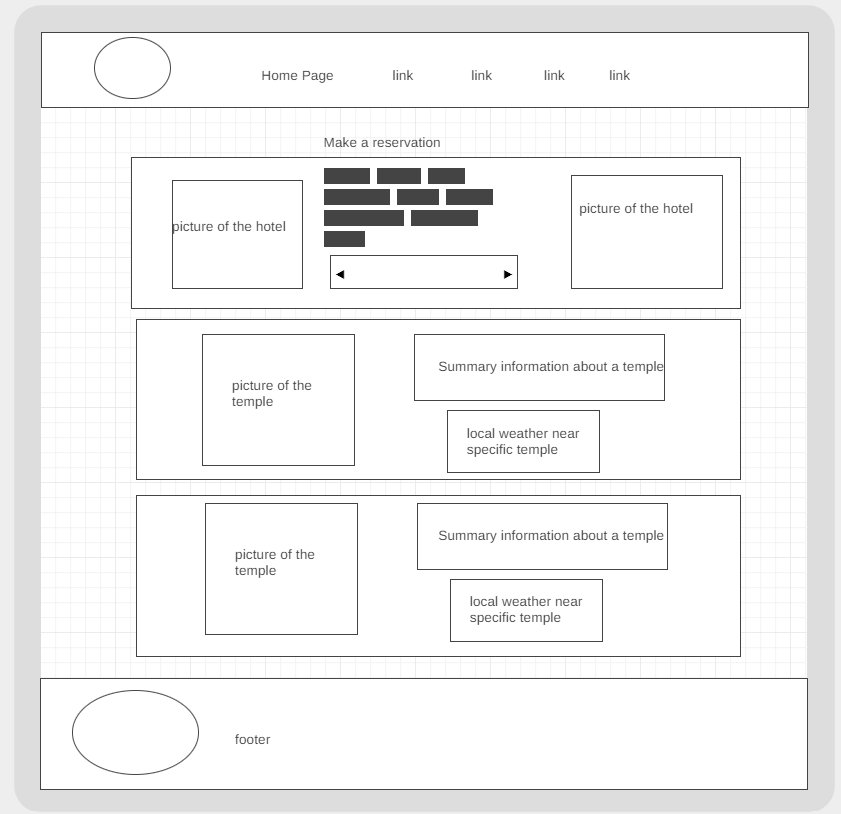 Home Page link link link link
Make a reservation
picture of the hotel
picture of the hotel
picture of the
temple
Summary information about a temple
local weather near
specific temple
picture of the
temple
Summary information about a temple
local weather near
specific temple
footer